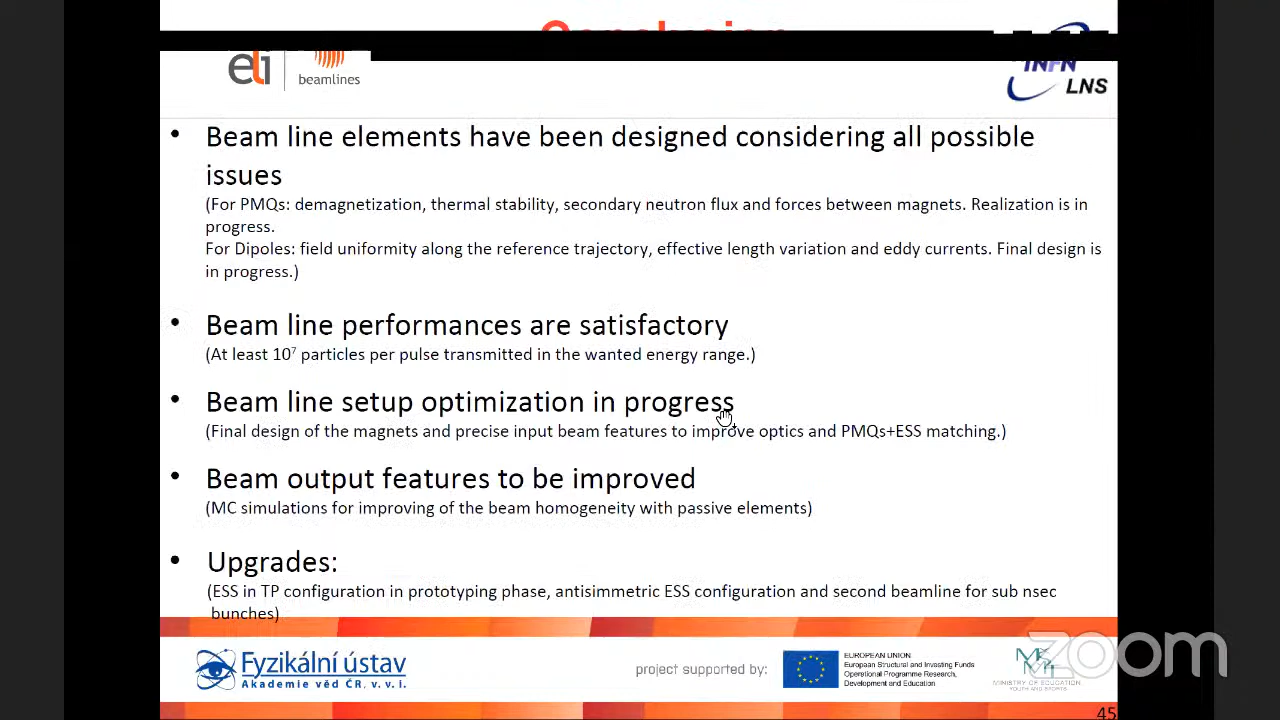 Conclusion
eli beamlines
INFN
LNS
• Beam line elements have been designed considering all possible
issues
(For PMQs: demagnetization, thermal stability, secondary neutron flux and forces between magnets. Realization is in
progress.
For Dipoles: field uniformity along the reference trajectory, effective length variation and eddy currents. Final design is
in progress.)
• Beam line performances are satisfactory
(At least 10⁷ particles per pulse transmitted in the wanted energy range.)
• Beam line setup optimization in progress
(Final design of the magnets and precise input beam features to improve optics and PMQs+ESS matching.)
• Beam output features to be improved
(MC simulations for improving of the beam homogeneity with passive elements)
• Upgrades:
(ESS in TP configuration in prototyping phase, antisimmetric ESS configuration and second beamline for sub nsec
bunches)
Fyzikální ústav
Akademie věd ČR, v. v. i.
project supported by:
EUROPEAN UNION
European Structural and Investing Funds
Operational Programme Research,
Development and Education
MINISTRY OF EDUCATION
YOUTH AND SPORTS
zoom
45